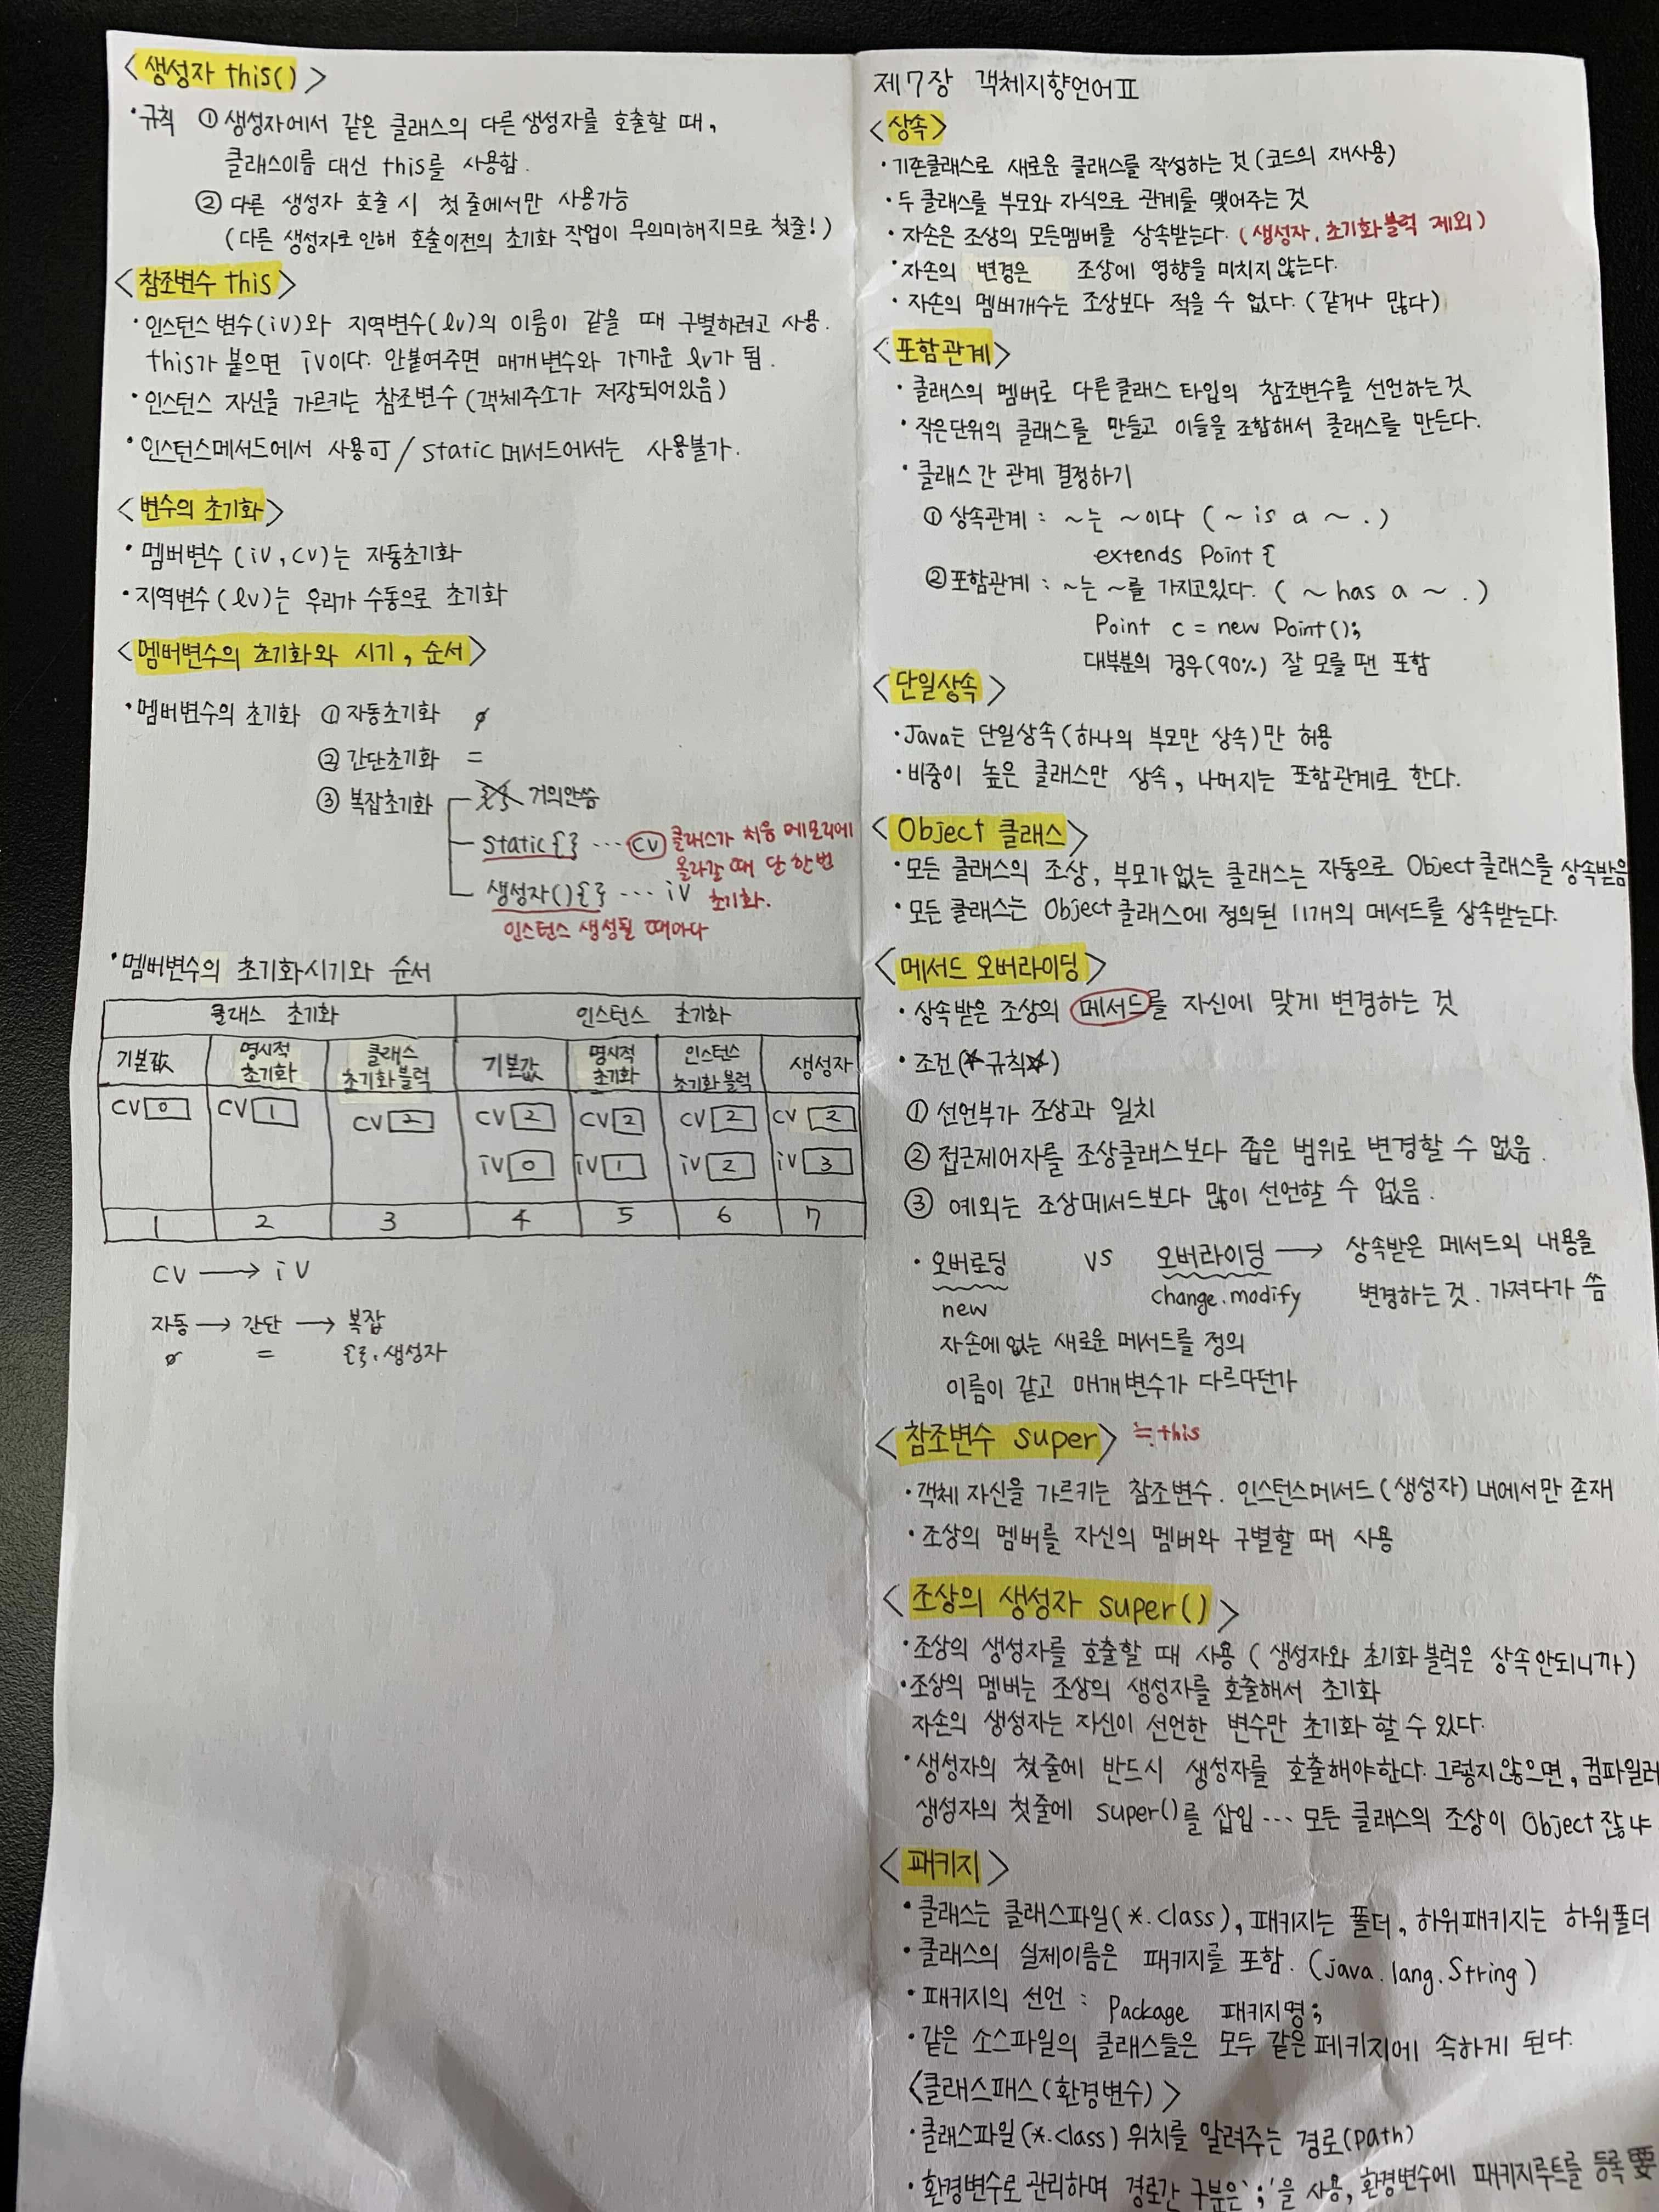 <생성자 this()>
·규칙 ① 생성자에서 같은 클래스의 다른 생성자를 호출할 때,
클래스이름 대신 this를 사용함.
② 다른 생성자 호출 시 첫 줄에서만 사용가능
(다른 생성자로 인해 호출이전의 초기화 작업이 무의미해지므로 첫줄!)
<참조변수 this>
·인스턴스 변수(iv)와 지역변수(lv)의 이름이 같을 때 구별하려고 사용.
this가 붙으면 iv이다. 안붙여주면 매개변수와 가까운 lv가 됨.
·인스턴스 자신을 가르키는 참조변수 (객체주소가 저장되어있음)
·인스턴스메서드에서 사용可 / static 메서드에서는 사용불가.
<변수의 초기화>
·멤버변수 (iv, cv)는 자동초기화
·지역변수(lv)는 우리가 수동으로 초기화
<멤버변수의 초기화와 시기, 순서>
·멤버변수의 초기화 ① 자동초기화 0
② 간단초기화 =
③ 복잡초기화 {} 거의안씀
static{} ··· cv 클래스가 처음 메모리에
올라갈 때 단 한번
생성자(){} ··· iv 초기화.
인스턴스 생성될 때마다
·멤버변수의 초기화시기와 순서
클래스 초기화 인스턴스 초기화
기본값 명시적 초기화 클래스 초기화블럭 기본값 명시적 초기화 인스턴스 초기화블럭 생성자
cv 0 cv 1 cv 2 cv 2 cv 2 cv 2 cv 2
iv 0 iv 1 iv 2 iv 3
1 2 3 4 5 6 7
cv → iv
자동 → 간단 → 복잡
0 = {}, 생성자
제7장 객체지향언어Ⅱ
<상속>
·기존클래스로 새로운 클래스를 작성하는 것 (코드의 재사용)
·두 클래스를 부모와 자식으로 관계를 맺어주는 것
·자손은 조상의 모든멤버를 상속받는다. (생성자, 초기화블럭 제외)
·자손의 변경은 조상에 영향을 미치지 않는다.
·자손의 멤버개수는 조상보다 적을 수 없다. (같거나 많다)
<포함관계>
·클래스의 멤버로 다른클래스 타입의 참조변수를 선언하는 것
·작은단위의 클래스를 만들고 이들을 조합해서 클래스를 만든다.
·클래스 간 관계 결정하기
① 상속관계 : ~는 ~이다 (~ is a ~.)
extends Point {
② 포함관계 : ~는 ~를 가지고있다. (~ has a ~.)
Point c = new Point();
대부분의 경우(90%) 잘 모를 땐 포함
<단일상속>
·Java는 단일상속(하나의 부모만 상속)만 허용
·비중이 높은 클래스만 상속, 나머지는 포함관계로 한다.
<Object 클래스>
·모든 클래스의 조상, 부모가 없는 클래스는 자동으로 Object클래스를 상속받음
·모든 클래스는 Object클래스에 정의된 11개의 메서드를 상속받는다.
<메서드 오버라이딩>
·상속받은 조상의 메서드를 자신에 맞게 변경하는 것
·조건(★규칙★)
① 선언부가 조상과 일치
② 접근제어자를 조상클래스보다 좁은 범위로 변경할 수 없음.
③ 예외는 조상메서드보다 많이 선언할 수 없음.
·오버로딩 vs 오버라이딩 → 상속받은 메서드의 내용을
new change.modify 변경하는 것. 가져다가 씀
자손에 없는 새로운 메서드를 정의
이름이 같고 매개변수가 다르다던가
<참조변수 super> ≒this
·객체 자신을 가르키는 참조변수. 인스턴스메서드(생성자) 내에서만 존재
·조상의 멤버를 자신의 멤버와 구별할 때 사용
<조상의 생성자 super()>
·조상의 생성자를 호출할 때 사용 (생성자와 초기화블럭은 상속안되니까)
·조상의 멤버는 조상의 생성자를 호출해서 초기화
자손의 생성자는 자신이 선언한 변수만 초기화 할 수 있다.
·생성자의 첫줄에 반드시 생성자를 호출해야한다. 그렇지않으면, 컴파일러
생성자의 첫줄에 super()를 삽입 ··· 모든 클래스의 조상이 Object잖냐
<패키지>
·클래스는 클래스파일(*.class), 패키지는 폴더, 하위패키지는 하위폴더
·클래스의 실제이름은 패키지를 포함. (java.lang.String)
·패키지의 선언 : Package 패키지명;
·같은 소스파일의 클래스들은 모두 같은페키지에 속하게 된다.
<클래스패스(환경변수)>
·클래스파일(*.class) 위치를 알려주는 경로(path)
·환경변수로 관리하며 경로간 구분은 ';'을 사용, 환경변수에 패키지루트를 등록 要